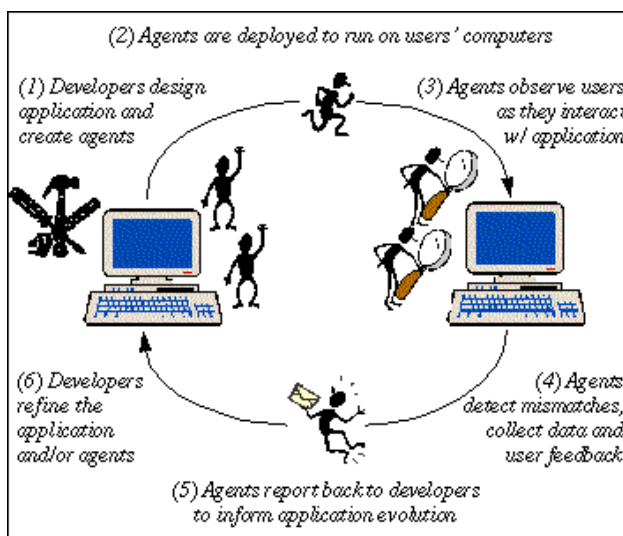 (2) Agents are deployed to run on users' computers
(1) Developers design
application and
create agents
(3) Agents observe users
as they interact
w/ application
(6) Developers
refine the
application
and/or agents
(4) Agents
detect mismatches,
collect data and
user feedback
(5) Agents report back to developers
to inform application evolution